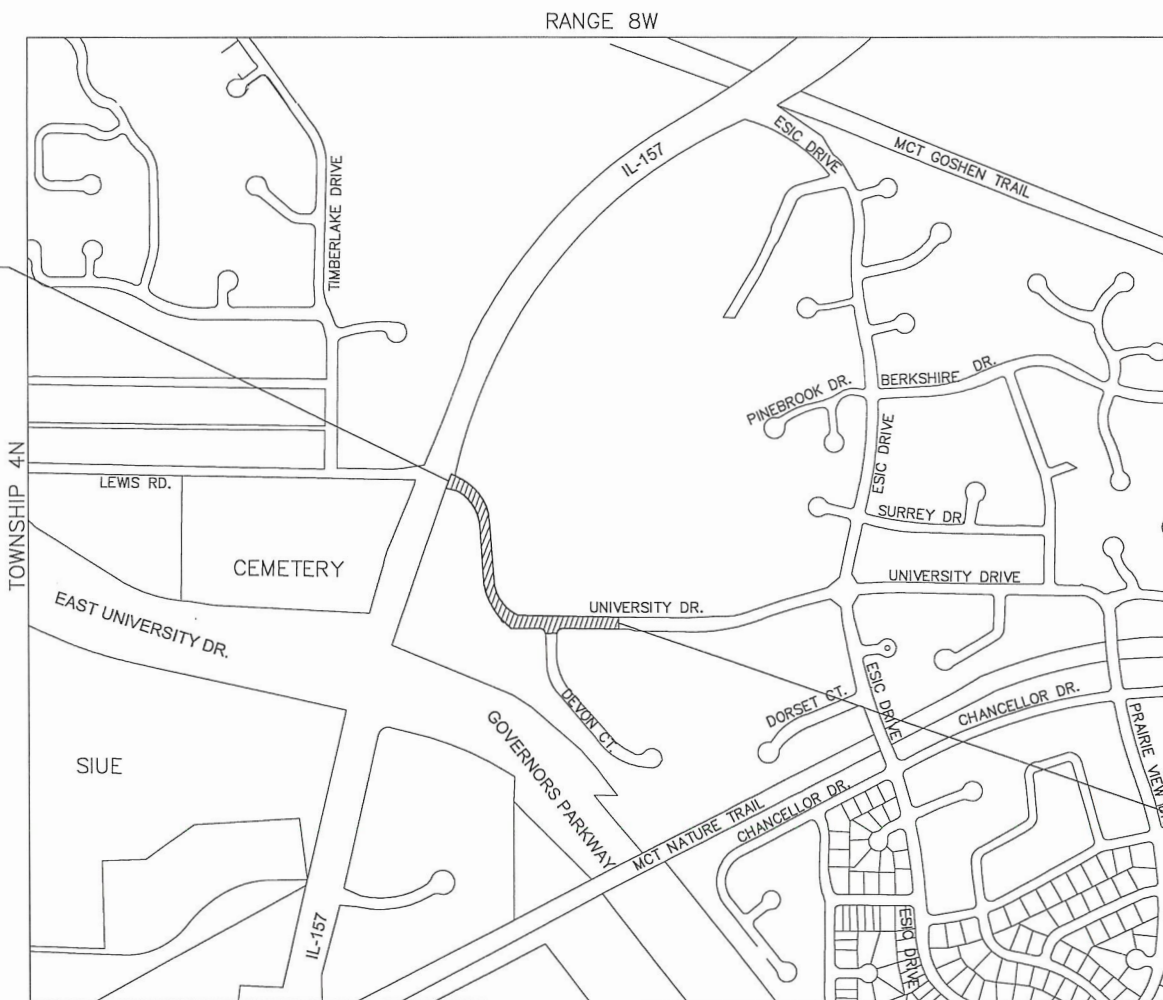 RANGE 8W
ESIC DRIVE
MCT GOSHEN TRAIL
IL-157
TIMBERLAKE DRIVE
BERKSHIRE DR.
PINEBROOK DR.
ESIC DRIVE
TOWNSHIP 4N
LEWIS RD.
SURREY DR.
CEMETERY
UNIVERSITY DRIVE
EAST UNIVERSITY DR.
UNIVERSITY DR.
DEVON CT.
DORSET CT.
ESIC DRIVE
CHANCELLOR DR.
GOVERNORS PARKWAY
PRAIRIE VIEW
SIUE
MCT NATURE TRAIL
CHANCELLOR DR.
IL-157
ESIC DRIVE